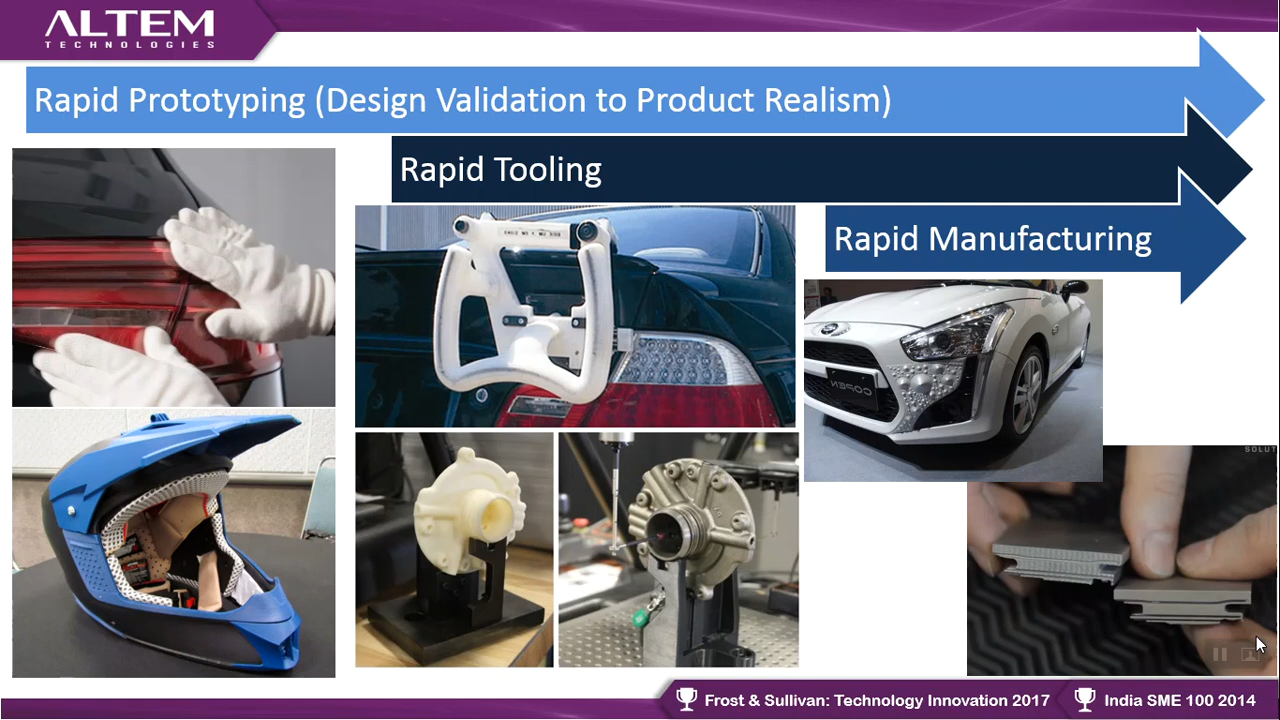 ALTEM
TECHNOLOGIES
Rapid Prototyping (Design Validation to Product Realism)
Rapid Tooling
Rapid Manufacturing
COPEN
SOLUT
Frost & Sullivan: Technology Innovation 2017
India SME 100 2014